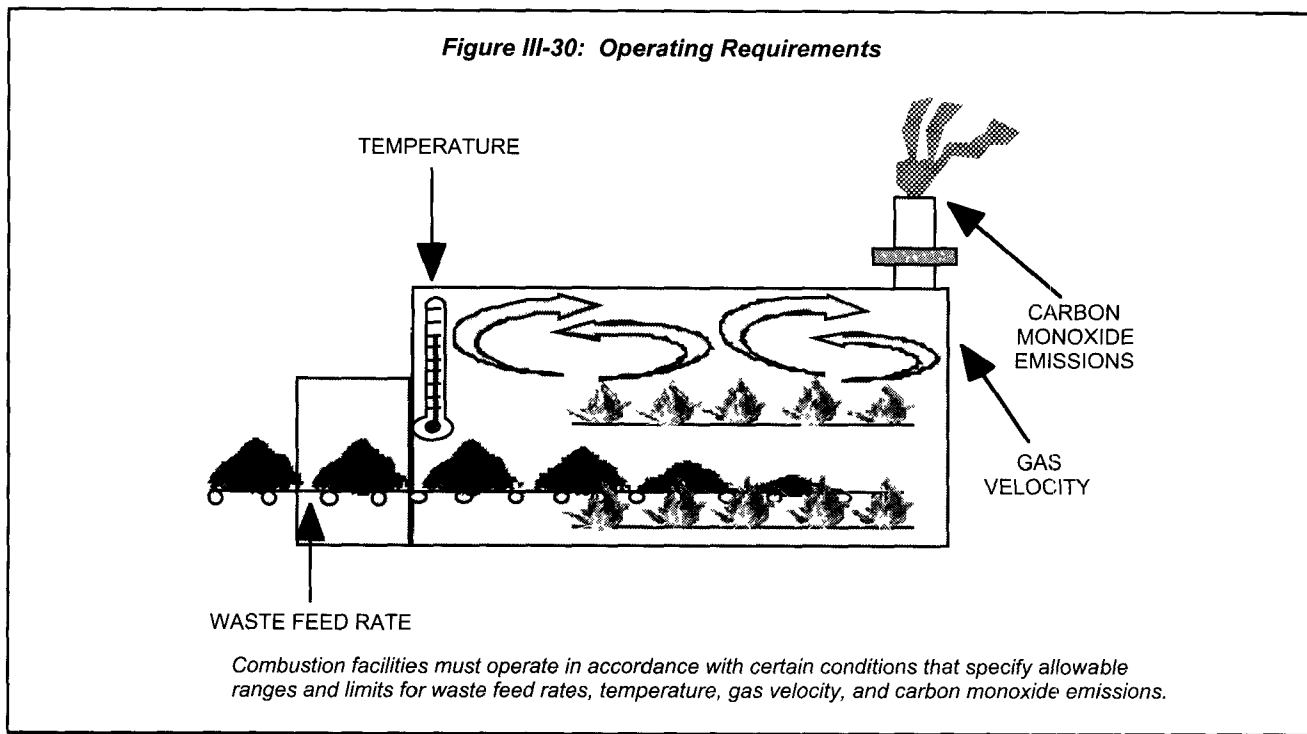 Figure III-30: Operating Requirements
TEMPERATURE
CARBON
MONOXIDE
EMISSIONS
GAS
VELOCITY
WASTE FEED RATE
Combustion facilities must operate in accordance with certain conditions that specify allowable
ranges and limits for waste feed rates, temperature, gas velocity, and carbon monoxide emissions.